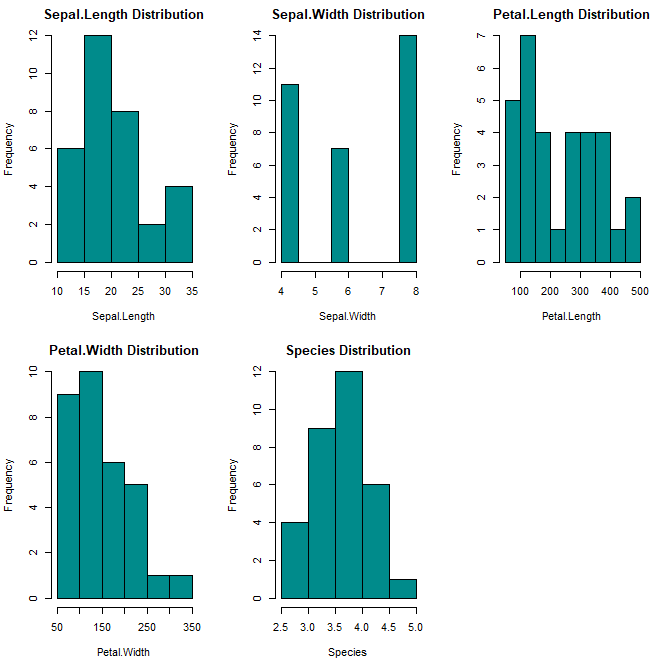 Sepal.Length Distribution
Frequency
0 2 4 6 8 10 12
10 15 20 25 30 35
Sepal.Length
Sepal.Width Distribution
Frequency
0 2 4 6 8 10 12 14
4 5 6 7 8
Sepal.Width
Petal.Length Distribution
Frequency
0 1 2 3 4 5 6 7
100 200 300 400 500
Petal.Length
Petal.Width Distribution
Frequency
0 2 4 6 8 10
50 150 250 350
Petal.Width
Species Distribution
Frequency
0 2 4 6 8 10 12
2.5 3.0 3.5 4.0 4.5 5.0
Species